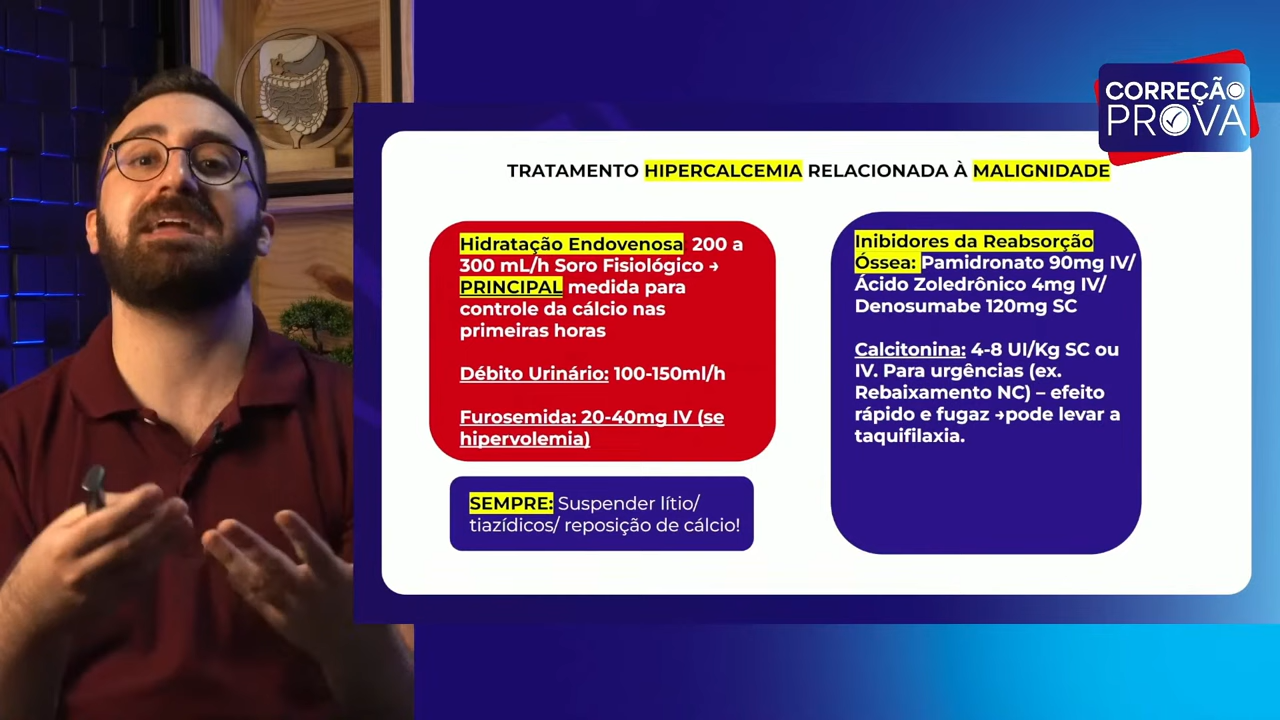 CORREÇÃO
PROVA
TRATAMENTO HIPERCALCEMIA RELACIONADA À MALIGNIDADE
Hidratação Endovenosa 200 a
300 mL/h Soro Fisiológico →
PRINCIPAL medida para
controle da cálcio nas
primeiras horas
Débito Urinário: 100-150ml/h
Furosemida: 20-40mg IV (se
hipervolemia)
SEMPRE: Suspender lítio/
tiazídicos/ reposição de cálcio!
Inibidores da Reabsorção
Óssea: Pamidronato 90mg IV/
Ácido Zoledrônico 4mg IV/
Denosumabe 120mg SC
Calcitonina: 4-8 UI/Kg SC ou
IV. Para urgências (ex.
Rebaixamento NC) – efeito
rápido e fugaz →pode levar a
taquifilaxia.